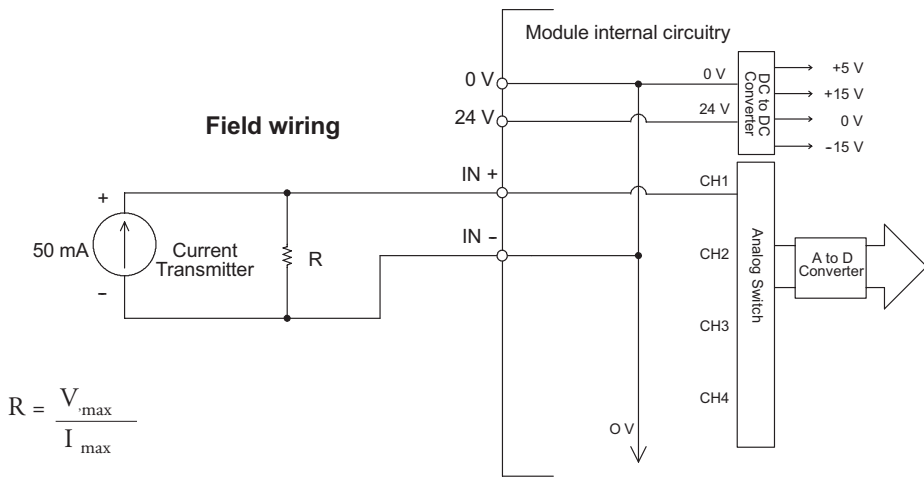 Module internal circuitry
0 V
24 V
0 V
24 V
DC to DC
Converter
+5 V
+15 V
0 V
-15 V
Field wiring
IN +
IN -
+
50 mA
-
Current
Transmitter
R
CH1
CH2
CH3
CH4
Analog Switch
A to D
Converter
O V
R = V max
I max